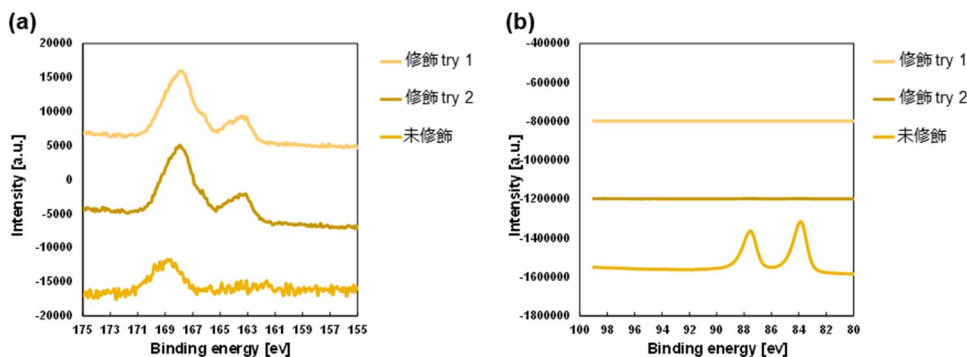 (a)
20000
15000
10000
5000
0
-5000
-10000
-15000
-20000
Intensity [a.u.]
175 173 171 169 167 165 163 161 159 157 155
Binding energy [ev]
修飾 try 1
修飾 try 2
未修飾
(b)
-400000
-600000
-800000
-1000000
-1200000
-1400000
-1600000
-1800000
Intensity [a.u.]
100 98 96 94 92 90 88 86 84 82 80
Binding energy [ev]
修飾 try 1
修飾 try 2
未修飾